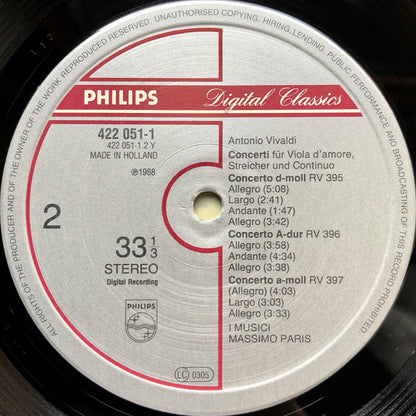 ALL RIGHTS OF THE PRODUCER AND OF THE OWNER OF THE WORK REPRODUCED RESERVED. UNAUTHORISED COPYING, HIRING, LENDING, PUBLIC PERFORMANCE AND BROADCASTING OF THIS RECORD PROHIBITED
PHILIPS
Digital Classics
422 051-1
422 051-1.2 Y
MADE IN HOLLAND
℗1988
2
33 1/3
STEREO
Digital Recording
PHILIPS
Antonio Vivaldi
Concerti für Viola d'amore,
Streicher und Continuo
Concerto d-moll RV 395
Allegro (5:08)
Largo (2:41)
Andante (1:47)
Allegro (3:42)
Concerto A-dur RV 396
Allegro (3:58)
Andante (4:34)
Allegro (3:38)
Concerto a-moll RV 397
(Allegro) (4:03)
Largo (3:03)
Allegro (3:33)
I MUSICI
MASSIMO PARIS
LC 0305